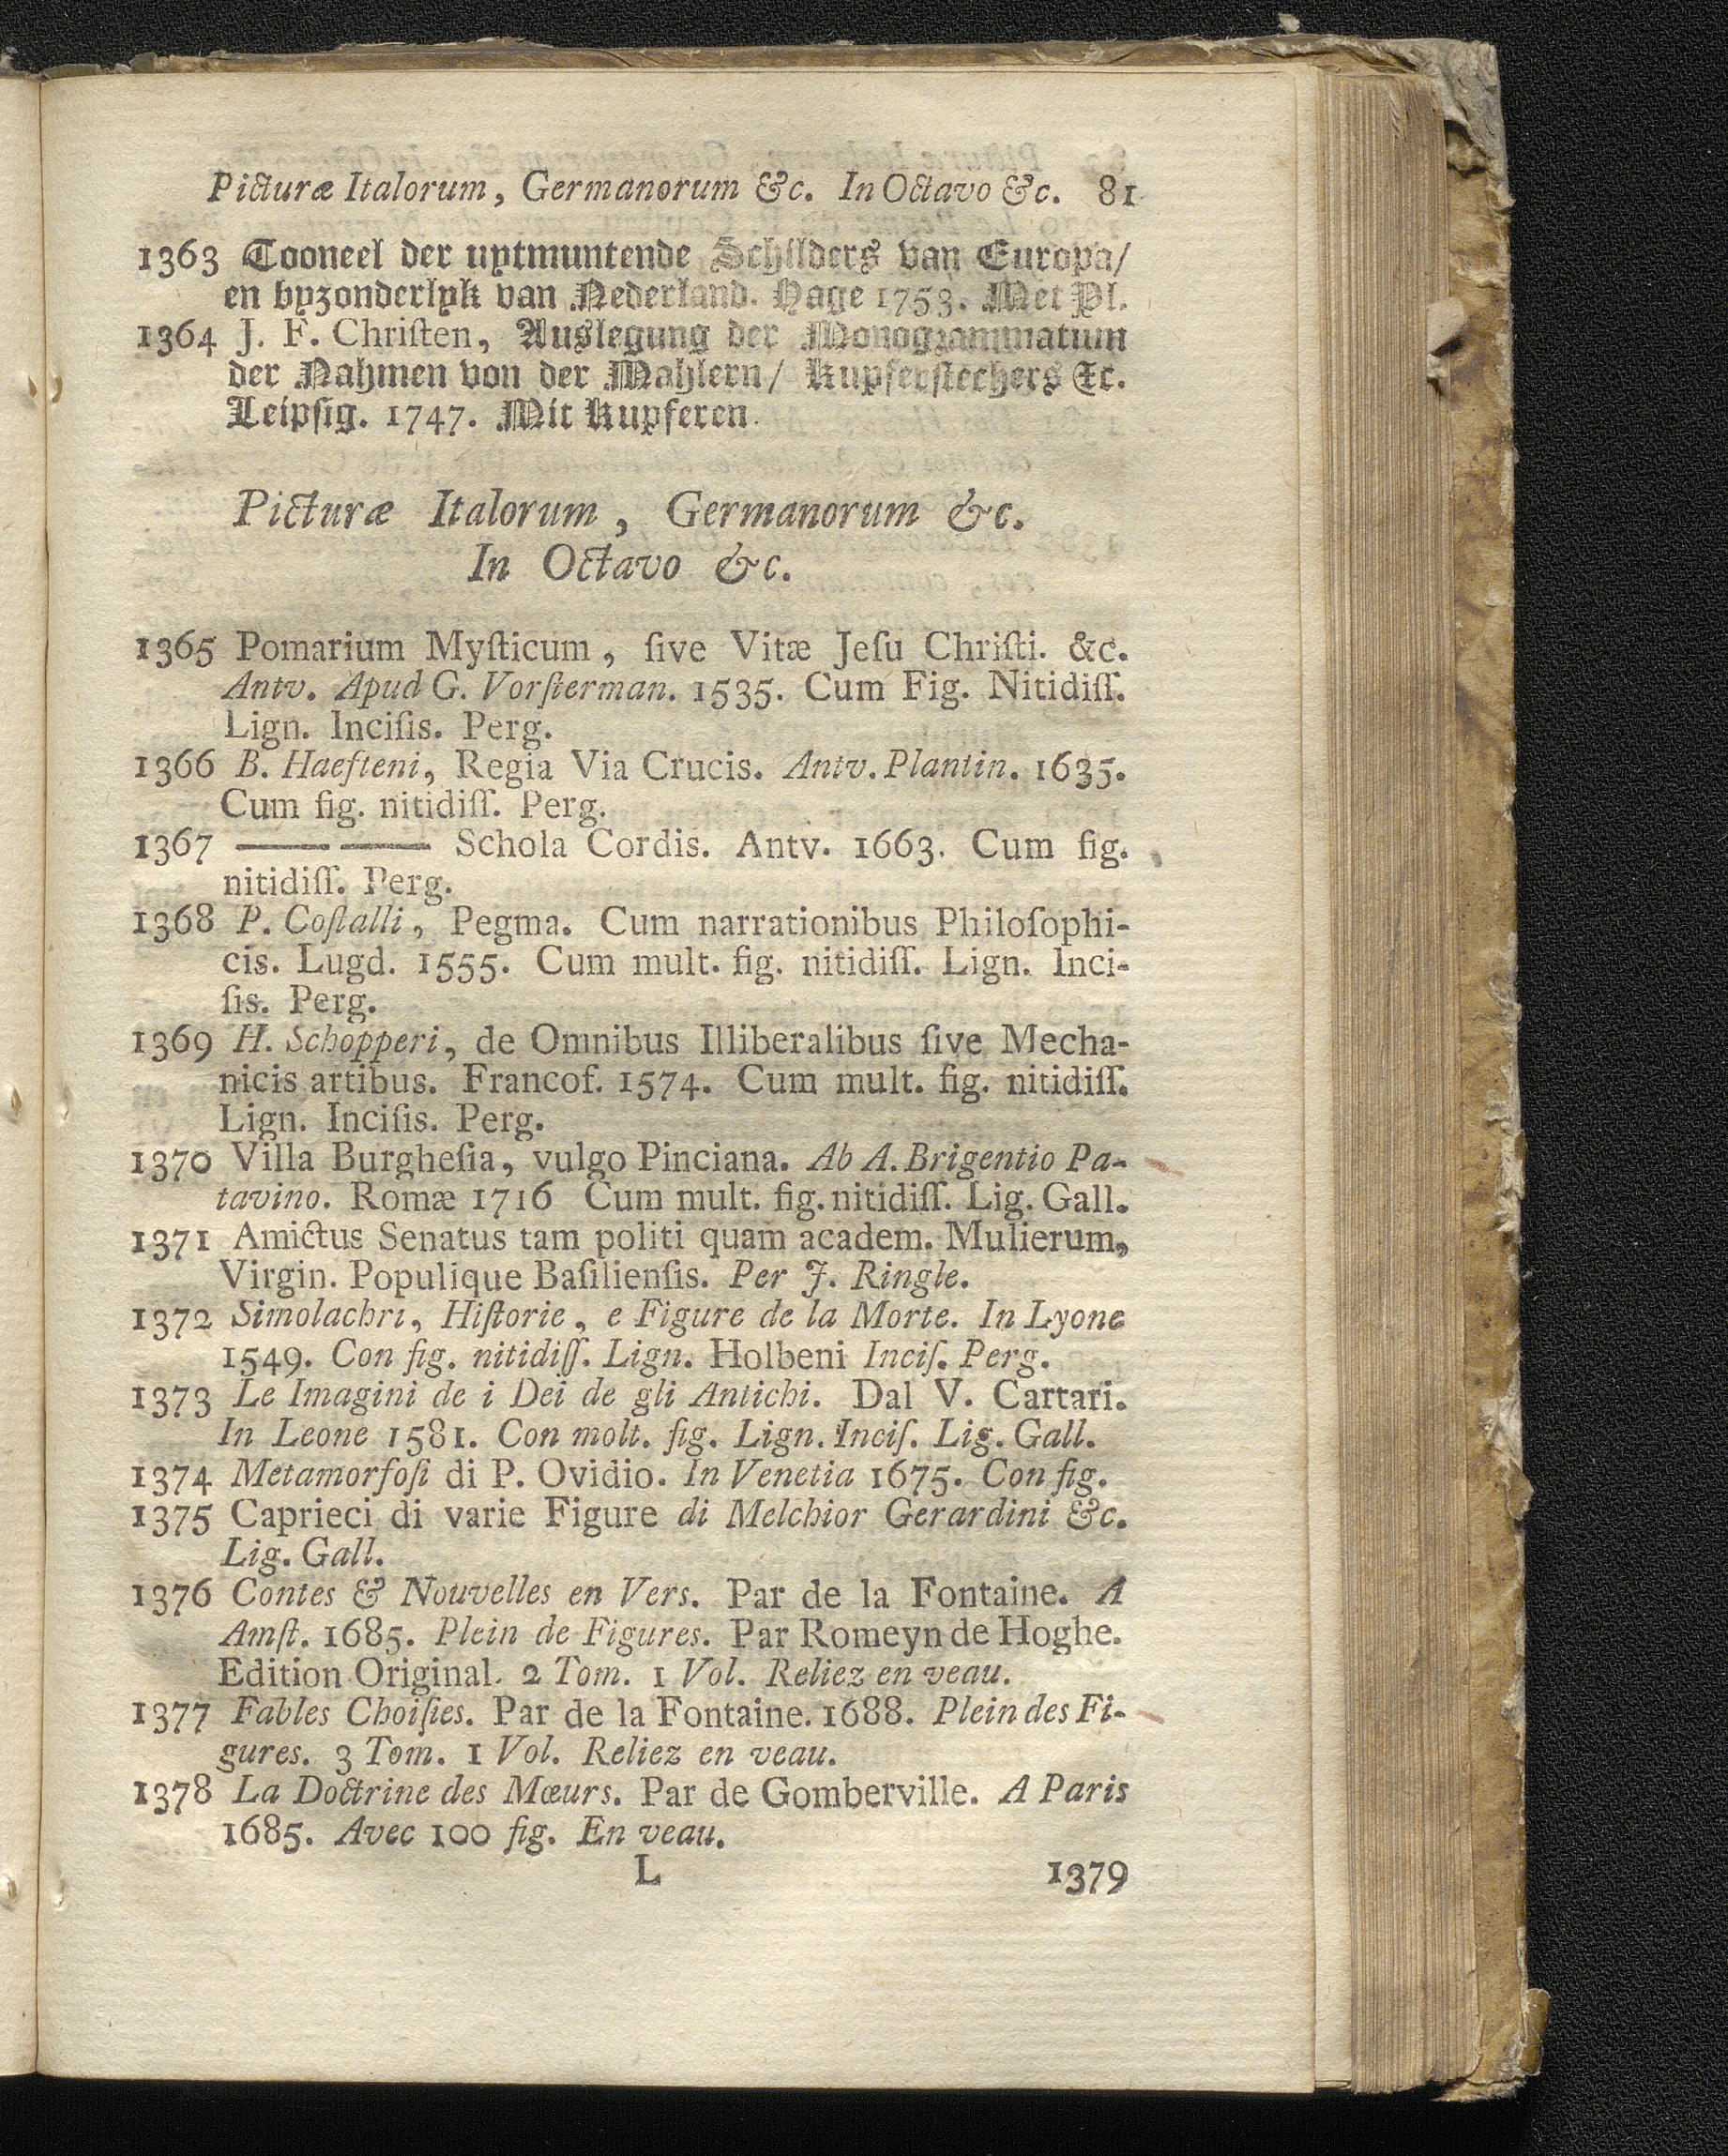 Picturæ Italorum, Germanorum &c. In Octavo &c. 81
1363 Tooneel der uytmuntende Schilders van Europa/
en byzonderlyk van Nederland. Hage 1753. Met Pl.
1364 J. F. Chriſten, Auslegung der Monogrammatum
der Nahmen von der Mahlern/ Kupferſtechers &c.
Leipſig. 1747. Mit Kupferen.
Picturæ Italorum, Germanorum &c.
In Octavo &c.
1365 Pomarium Myſticum, ſive Vitæ Jeſu Chriſti. &c.
Antv. Apud G. Vorſterman. 1535. Cum Fig. Nitidiſſ.
Lign. Inciſis. Perg.
1366 B. Haefteni, Regia Via Crucis. Antv. Plantin. 1635.
Cum fig. nitidiſſ. Perg.
1367 —— —— Schola Cordis. Antv. 1663. Cum fig.
nitidiſſ. Perg.
1368 P. Coſtalli, Pegma. Cum narrationibus Philoſophi-
cis. Lugd. 1555. Cum mult. fig. nitidiſſ. Lign. Inci-
ſis. Perg.
1369 H. Schopperi, de Omnibus Illiberalibus ſive Mecha-
nicis artibus. Francof. 1574. Cum mult. fig. nitidiſſ.
Lign. Inciſis. Perg.
1370 Villa Burgheſia, vulgo Pinciana. Ab A. Brigentio Pa-
tavino. Romæ 1716 Cum mult. fig. nitidiſſ. Lig. Gall.
1371 Amictus Senatus tam politi quam academ. Mulierum,
Virgin. Populique Baſilienſis. Per J. Ringle.
1372 Simolachri, Hiſtorie, e Figure de la Morte. In Lyone
1549. Con fig. nitidiſſ. Lign. Holbeni Inciſ. Perg.
1373 Le Imagini de i Dei de gli Antichi. Dal V. Cartari.
In Leone 1581. Con molt. fig. Lign. Inciſ. Lig. Gall.
1374 Metamorfoſi di P. Ovidio. In Venetia 1675. Con fig.
1375 Caprieci di varie Figure di Melchior Gerardini &c.
Lig. Gall.
1376 Contes & Nouvelles en Vers. Par de la Fontaine. A
Amſt. 1685. Plein de Figures. Par Romeyn de Hoghe.
Edition Original. 2 Tom. 1 Vol. Reliez en veau.
1377 Fables Choiſies. Par de la Fontaine. 1688. Plein des Fi-
gures. 3 Tom. 1 Vol. Reliez en veau.
1378 La Doctrine des Mœurs. Par de Gomberville. A Paris
1685. Avec 100 fig. En veau.
L 1379